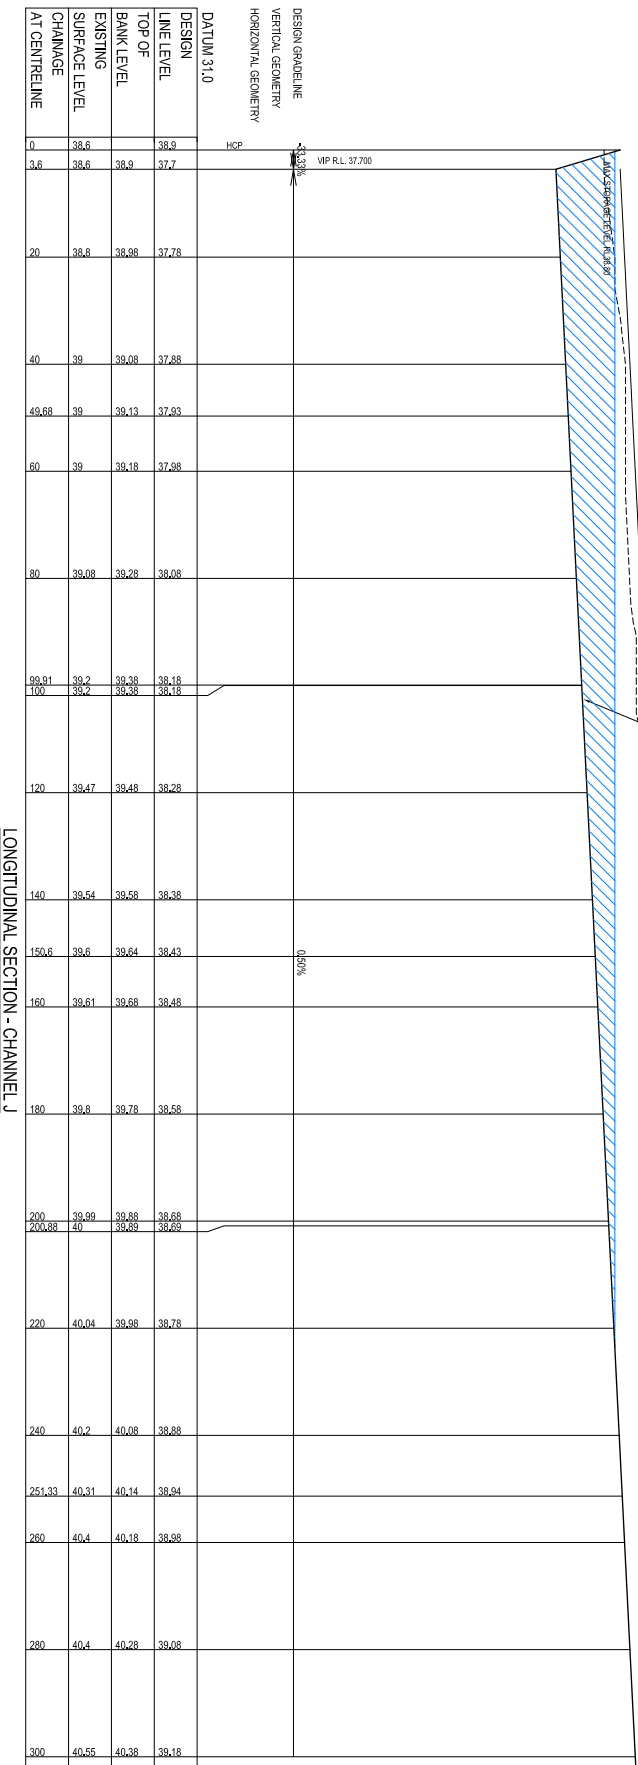 DESIGN GRADELINE
VERTICAL GEOMETRY
HORIZONTAL GEOMETRY
-33.33%
0.50%
VIP R.L. 37.700
HCP
MAX STORAGE LEVEL RL38.80
DATUM 31.0
DESIGN
LINE LEVEL
38.9 37.7 37.78 37.88 37.93 37.98 38.08 38.18 38.18 38.28 38.38 38.43 38.48 38.58 38.68 38.69 38.78 38.88 38.94 38.98 39.08 39.18
TOP OF
BANK LEVEL
38.9 38.98 39.08 39.13 39.18 39.28 39.38 39.38 39.48 39.58 39.64 39.68 39.78 39.88 39.89 39.98 40.08 40.14 40.18 40.28 40.38
EXISTING
SURFACE LEVEL
38.6 38.6 38.8 39 39 39 39.08 39.2 39.2 39.47 39.54 39.6 39.61 39.8 39.99 40 40.04 40.2 40.31 40.4 40.4 40.55
CHAINAGE
AT CENTRELINE
0 3.6 20 40 49.68 60 80 99.91 100 120 140 150.6 160 180 200 200.88 220 240 251.33 260 280 300
LONGITUDINAL SECTION - CHANNEL J